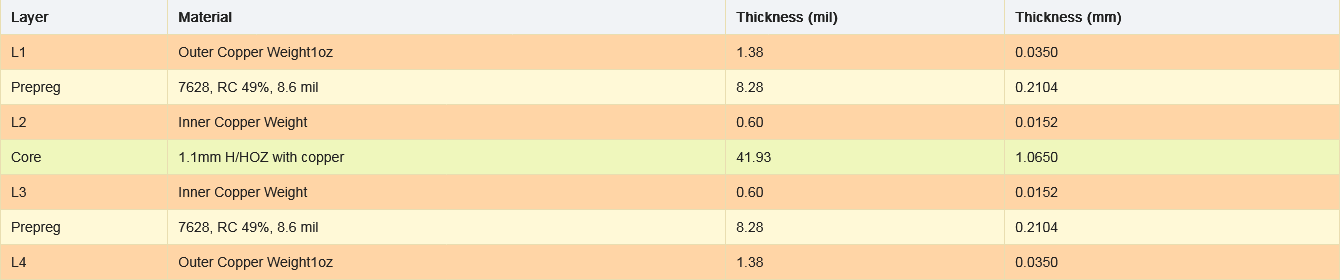 Layer Material Thickness (mil) Thickness (mm)
L1 Outer Copper Weight1oz 1.38 0.0350
Prepreg 7628, RC 49%, 8.6 mil 8.28 0.2104
L2 Inner Copper Weight 0.60 0.0152
Core 1.1mm H/HOZ with copper 41.93 1.0650
L3 Inner Copper Weight 0.60 0.0152
Prepreg 7628, RC 49%, 8.6 mil 8.28 0.2104
L4 Outer Copper Weight1oz 1.38 0.0350